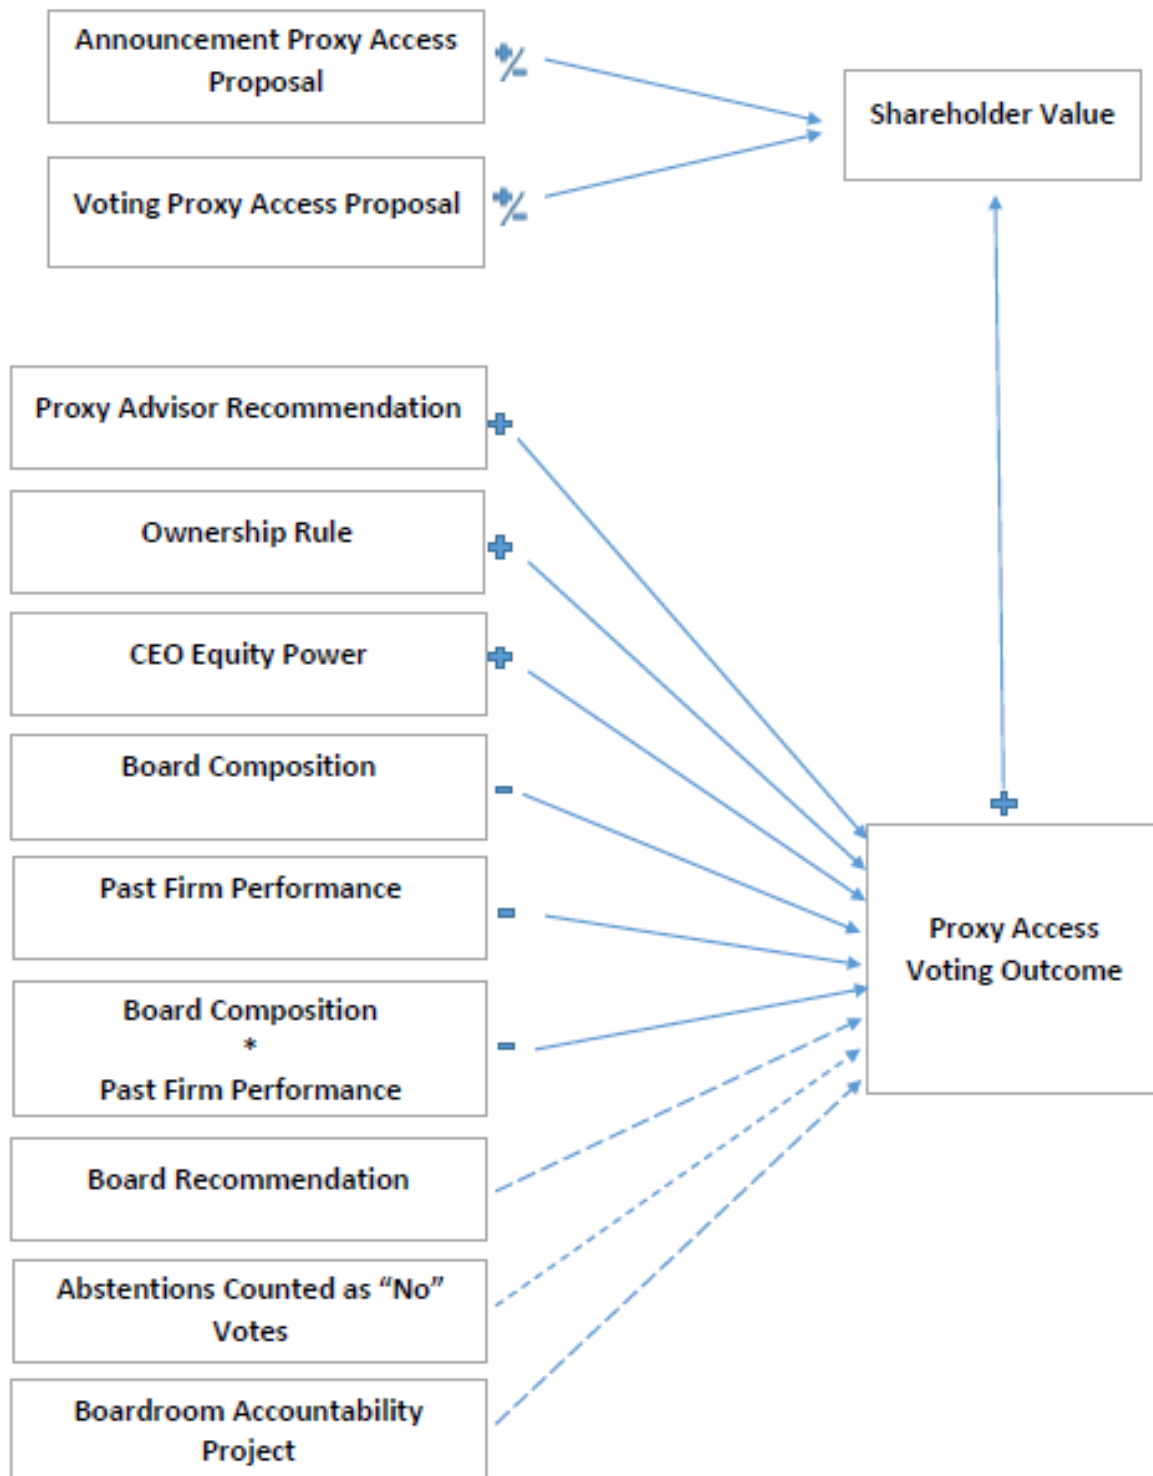 Announcement Proxy Access
Proposal
Shareholder Value
Voting Proxy Access Proposal
Proxy Advisor Recommendation
Ownership Rule
CEO Equity Power
Board Composition
Past Firm Performance
Proxy Access
Voting Outcome
Board Composition
*
Past Firm Performance
Board Recommendation
Abstentions Counted as “No”
Votes
Boardroom Accountability
Project